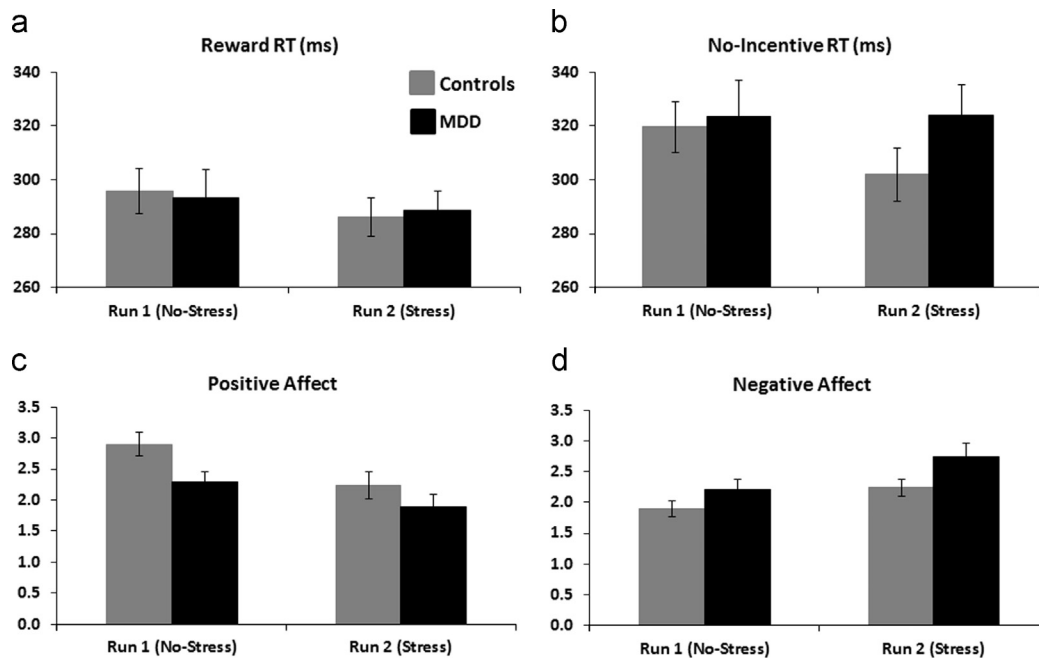 a
Reward RT (ms)
340
320
300
280
260
Controls
MDD
Run 1 (No-Stress) Run 2 (Stress)
b
No-Incentive RT (ms)
340
320
300
280
260
Run 1 (No-Stress) Run 2 (Stress)
c
Positive Affect
3.5
3.0
2.5
2.0
1.5
1.0
0.5
0.0
Run 1 (No-Stress) Run 2 (Stress)
d
Negative Affect
3.5
3.0
2.5
2.0
1.5
1.0
0.5
0.0
Run 1 (No-Stress) Run 2 (Stress)